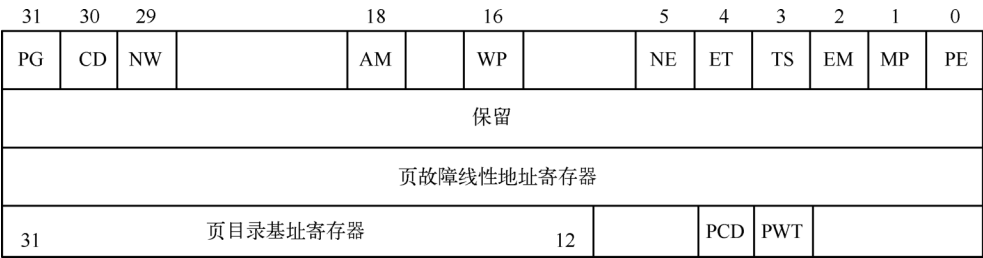 31 30 29 18 16 5 4 3 2 1 0
PG CD NW AM WP NE ET TS EM MP PE
保留
页故障线性地址寄存器
31 页目录基址寄存器 12 PCD PWT